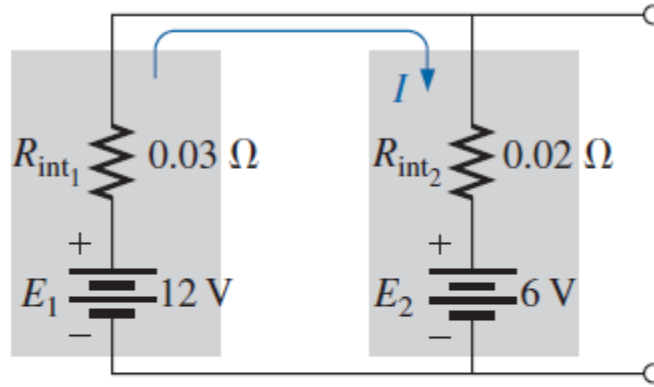 I
R_int1 0.03 Ω
R_int2 0.02 Ω
+
E1 12 V
−
+
E2 6 V
−